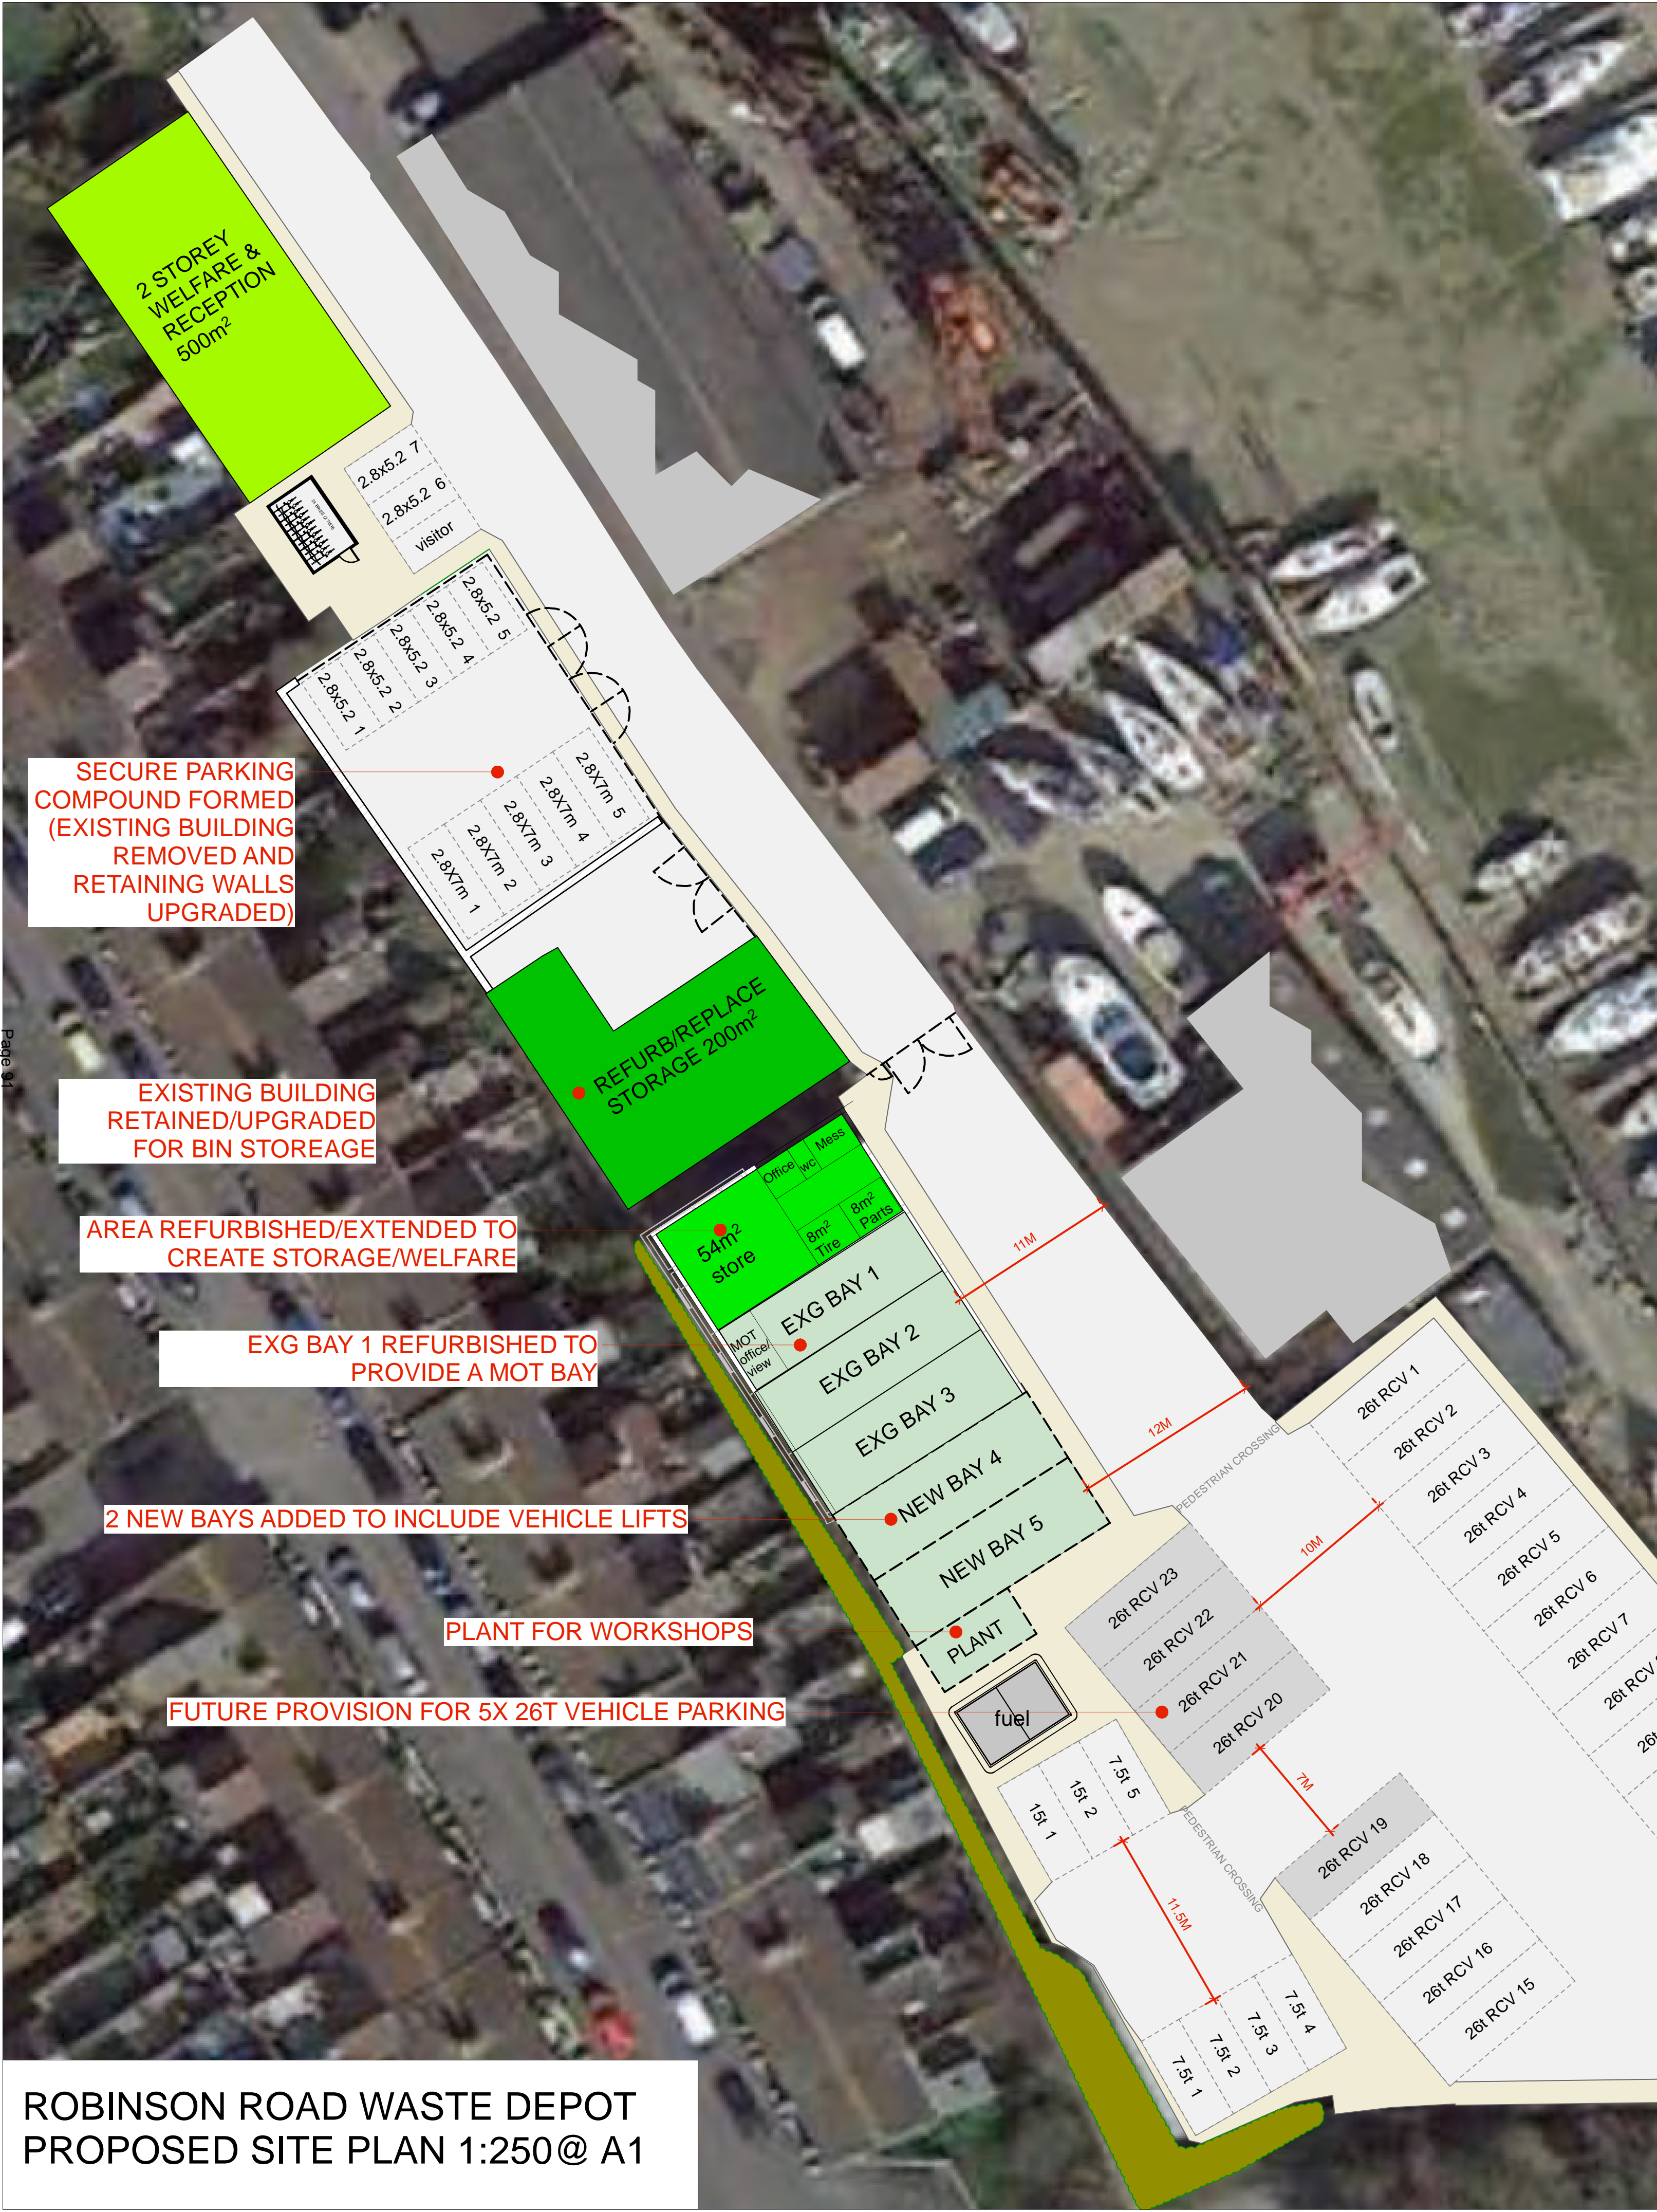 2 STOREY
WELFARE &
RECEPTION
500m²
2.8x5.2 7
2.8x5.2 6
visitor
2.8x5.2 5
2.8x5.2 4
2.8x5.2 3
2.8x5.2 2
2.8x5.2 1
SECURE PARKING
COMPOUND FORMED
(EXISTING BUILDING
REMOVED AND
RETAINING WALLS
UPGRADED)
2.8X7m 5
2.8X7m 4
2.8X7m 3
2.8X7m 2
2.8X7m 1
REFURB/REPLACE
STORAGE 200m²
Page 91
EXISTING BUILDING
RETAINED/UPGRADED
FOR BIN STOREAGE
Office
wc
Mess
8m²
Parts
8m²
Tire
54m²
store
AREA REFURBISHED/EXTENDED TO
CREATE STORAGE/WELFARE
11M
EXG BAY 1
MOT
office/
view
EXG BAY 1 REFURBISHED TO
PROVIDE A MOT BAY
EXG BAY 2
EXG BAY 3
12M
PEDESTRIAN CROSSING
NEW BAY 4
2 NEW BAYS ADDED TO INCLUDE VEHICLE LIFTS
NEW BAY 5
10M
26t RCV 1
26t RCV 2
26t RCV 3
26t RCV 4
26t RCV 5
26t RCV 6
26t RCV 7
26t RCV
26t
PLANT
PLANT FOR WORKSHOPS
26t RCV 23
26t RCV 22
26t RCV 21
26t RCV 20
FUTURE PROVISION FOR 5X 26T VEHICLE PARKING
fuel
7.5t 5
15t 2
15t 1
7M
PEDESTRIAN CROSSING
11.5M
26t RCV 19
26t RCV 18
26t RCV 17
26t RCV 16
26t RCV 15
7.5t 4
7.5t 3
7.5t 2
7.5t 1
ROBINSON ROAD WASTE DEPOT
PROPOSED SITE PLAN 1:250@ A1